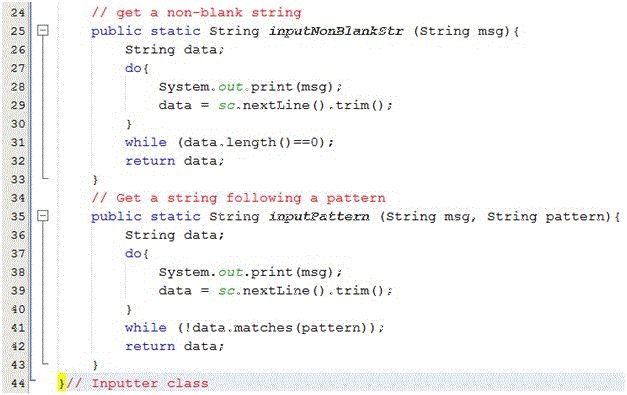 24 // get a non-blank string
25 public static String inputNonBlankStr (String msg){
26 String data;
27 do{
28 System.out.print(msg);
29 data = sc.nextLine().trim();
30 }
31 while (data.length()==0);
32 return data;
33 }
34 // Get a string following a pattern
35 public static String inputPattern (String msg, String pattern){
36 String data;
37 do{
38 System.out.print(msg);
39 data = sc.nextLine().trim();
40 }
41 while (!data.matches(pattern));
42 return data;
43 }
44 }// Inputter class